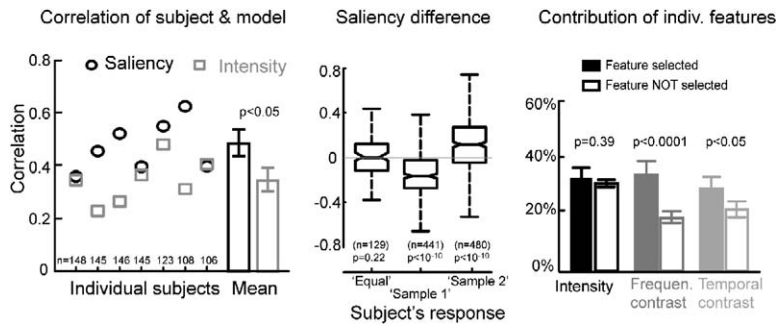 Correlation of subject & model
Saliency
Intensity
0.8
0.6
0.4
0.2
0
Correlation
p<0.05
n=148 145 146 145 123 108 106
Individual subjects
Mean
Saliency difference
0.8
0.4
0
-0.4
-0.8
(n=129) (n=441) (n=480)
p=0.22 p<10-10 p<10-10
'Equal' 'Sample 1' 'Sample 2'
Subject's response
Contribution of indiv. features
Feature selected
Feature NOT selected
60%
40%
20%
0%
p=0.39 p<0.0001 p<0.05
Intensity
Frequen.
contrast
Temporal
contrast